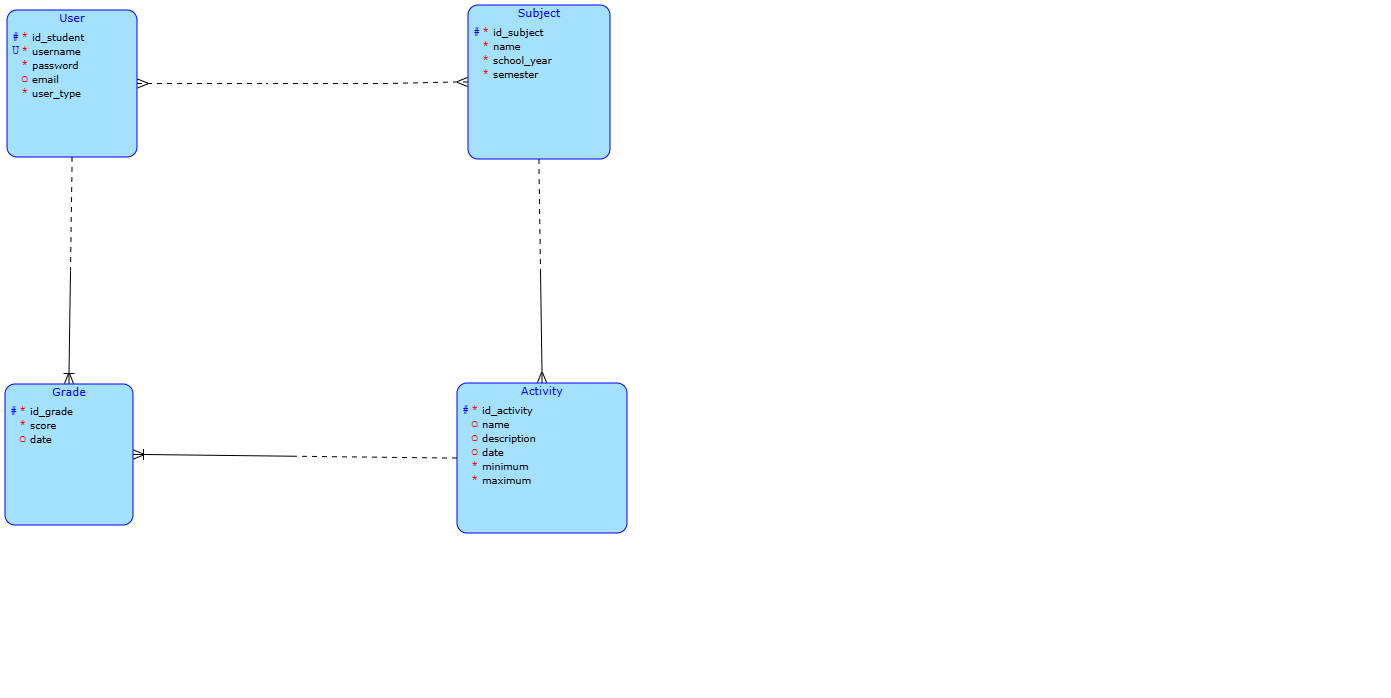 User
# * id_student
U * username
* password
o email
* user_type
Subject
# * id_subject
* name
* school_year
* semester
Grade
# * id_grade
* score
o date
Activity
# * id_activity
o name
o description
o date
* minimum
* maximum